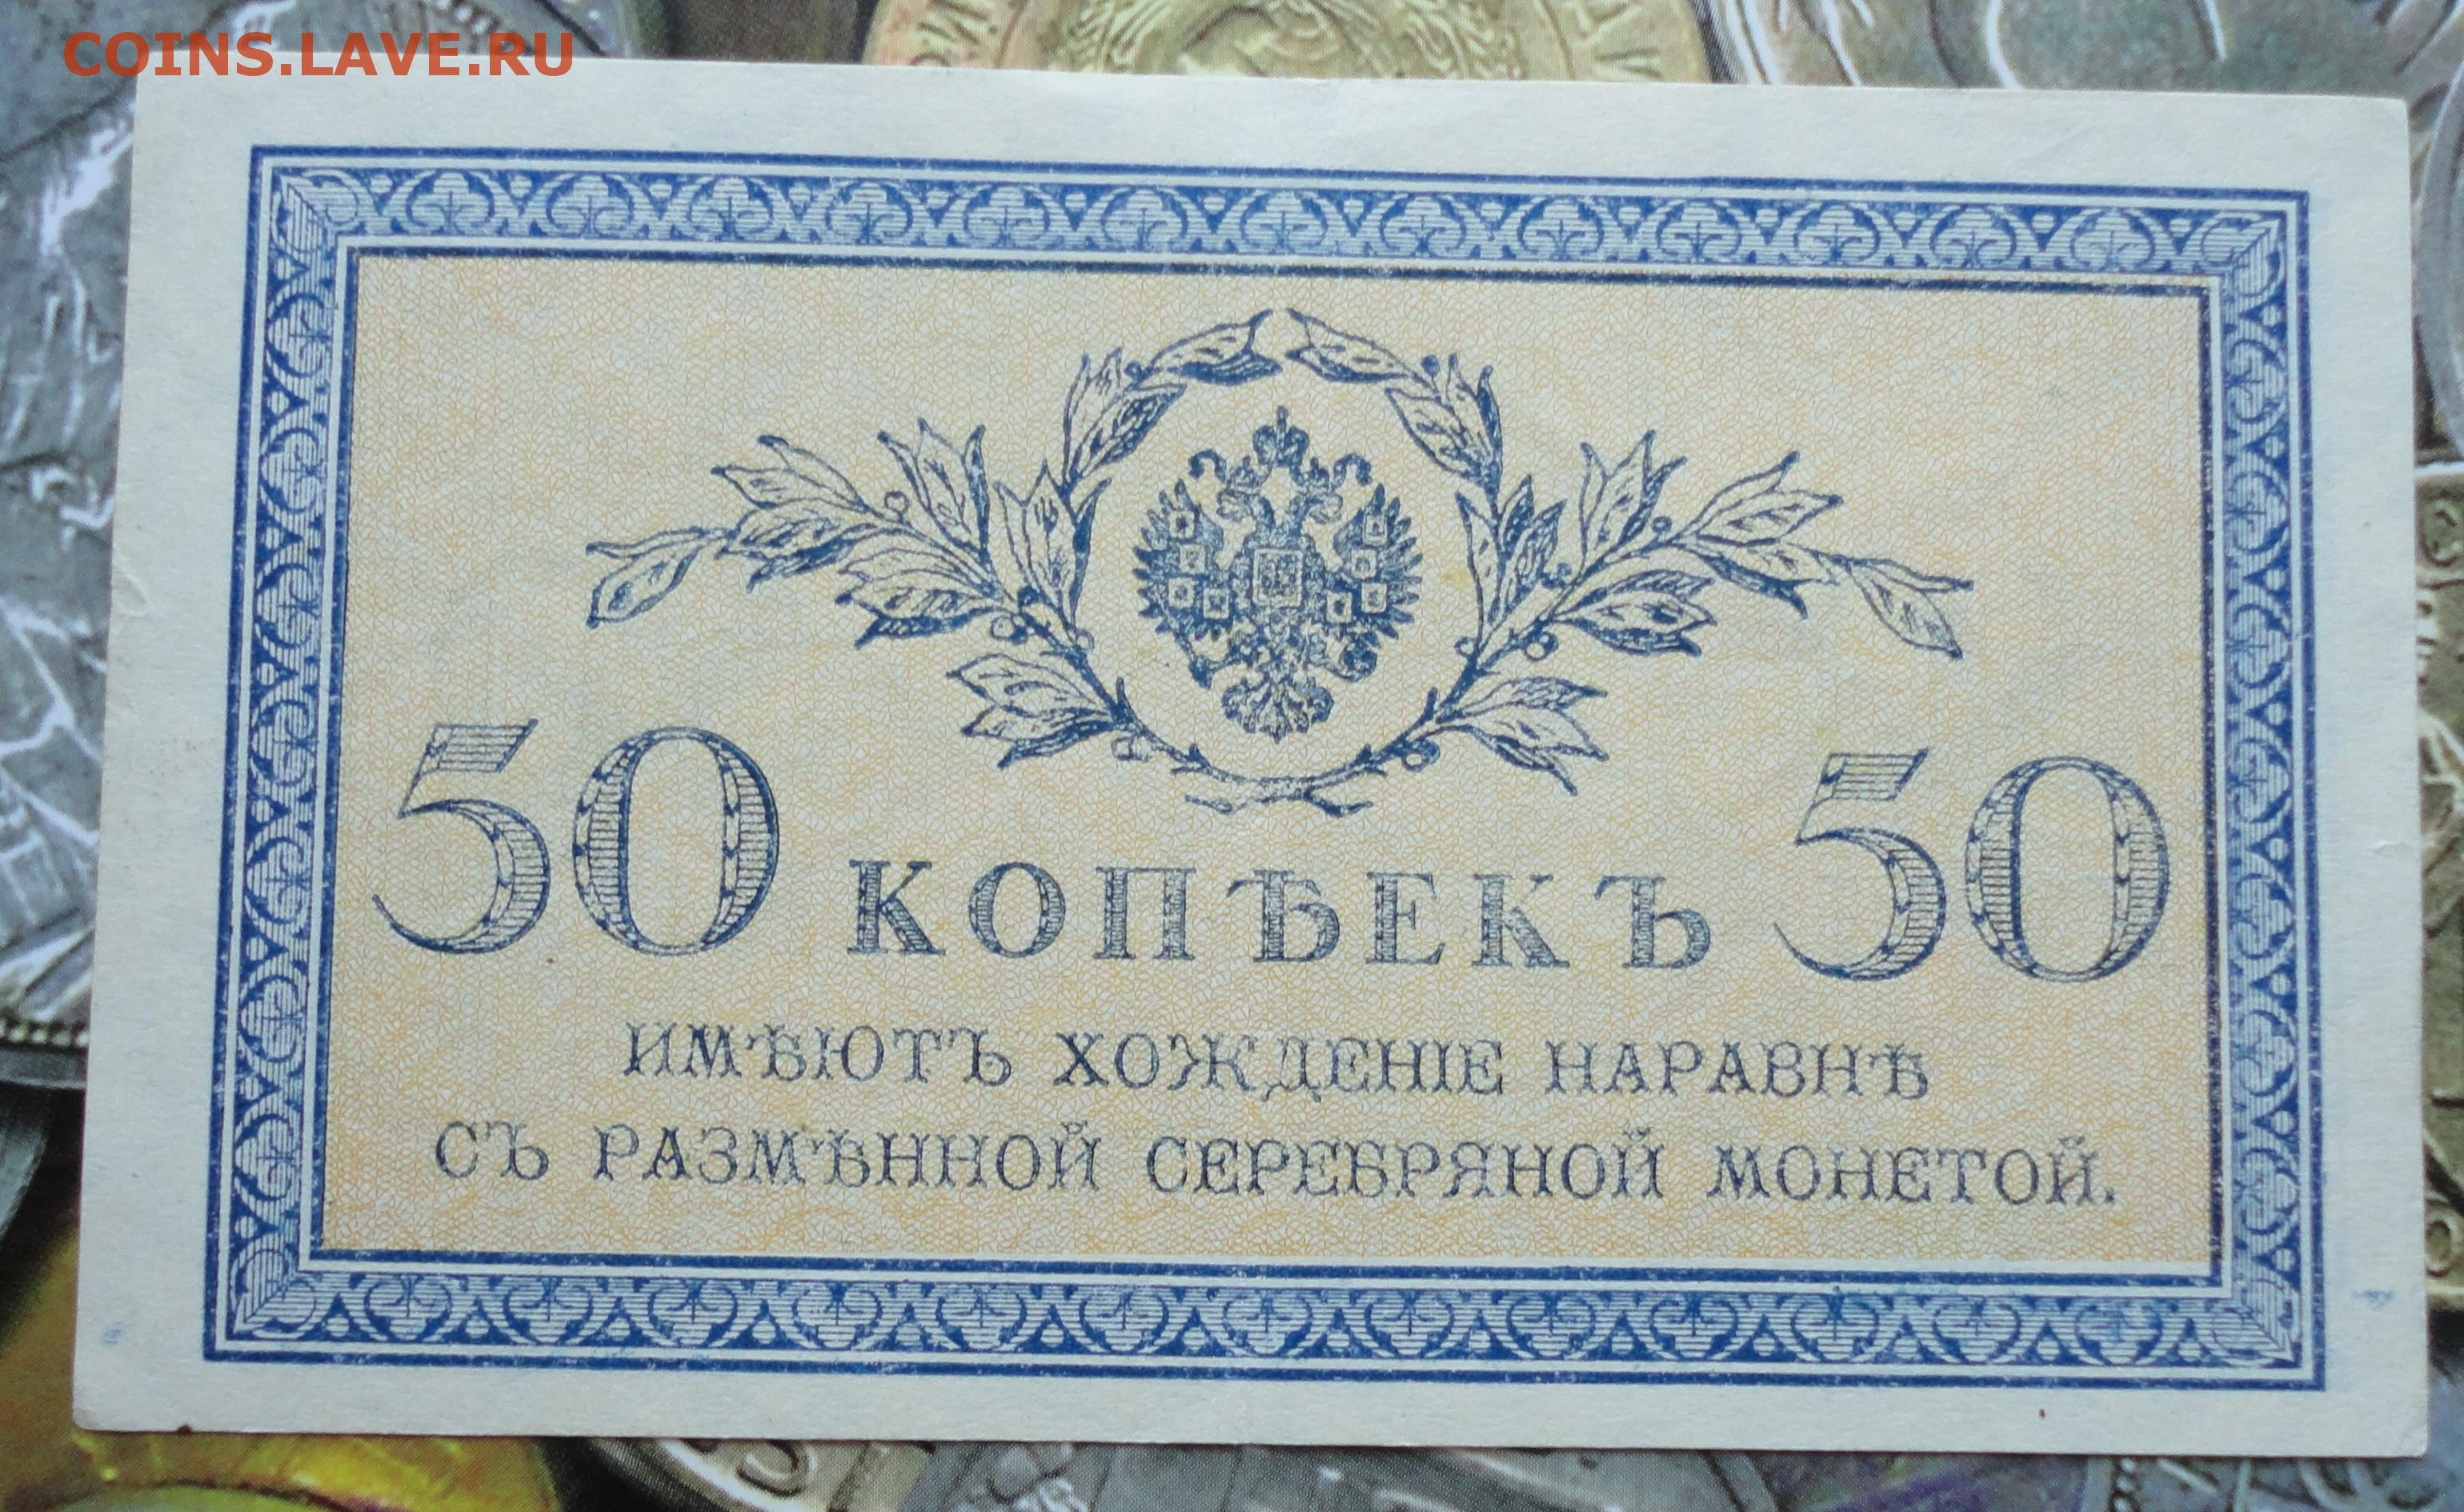 COINS.LAVE.RU
50 КОПѢЕКЪ 50
ИМѢЮТЪ ХОЖДЕНІЕ НАРАВНѢ
СЪ РАЗМѢННОЙ СЕРЕБРЯНОЙ МОНЕТОЙ.